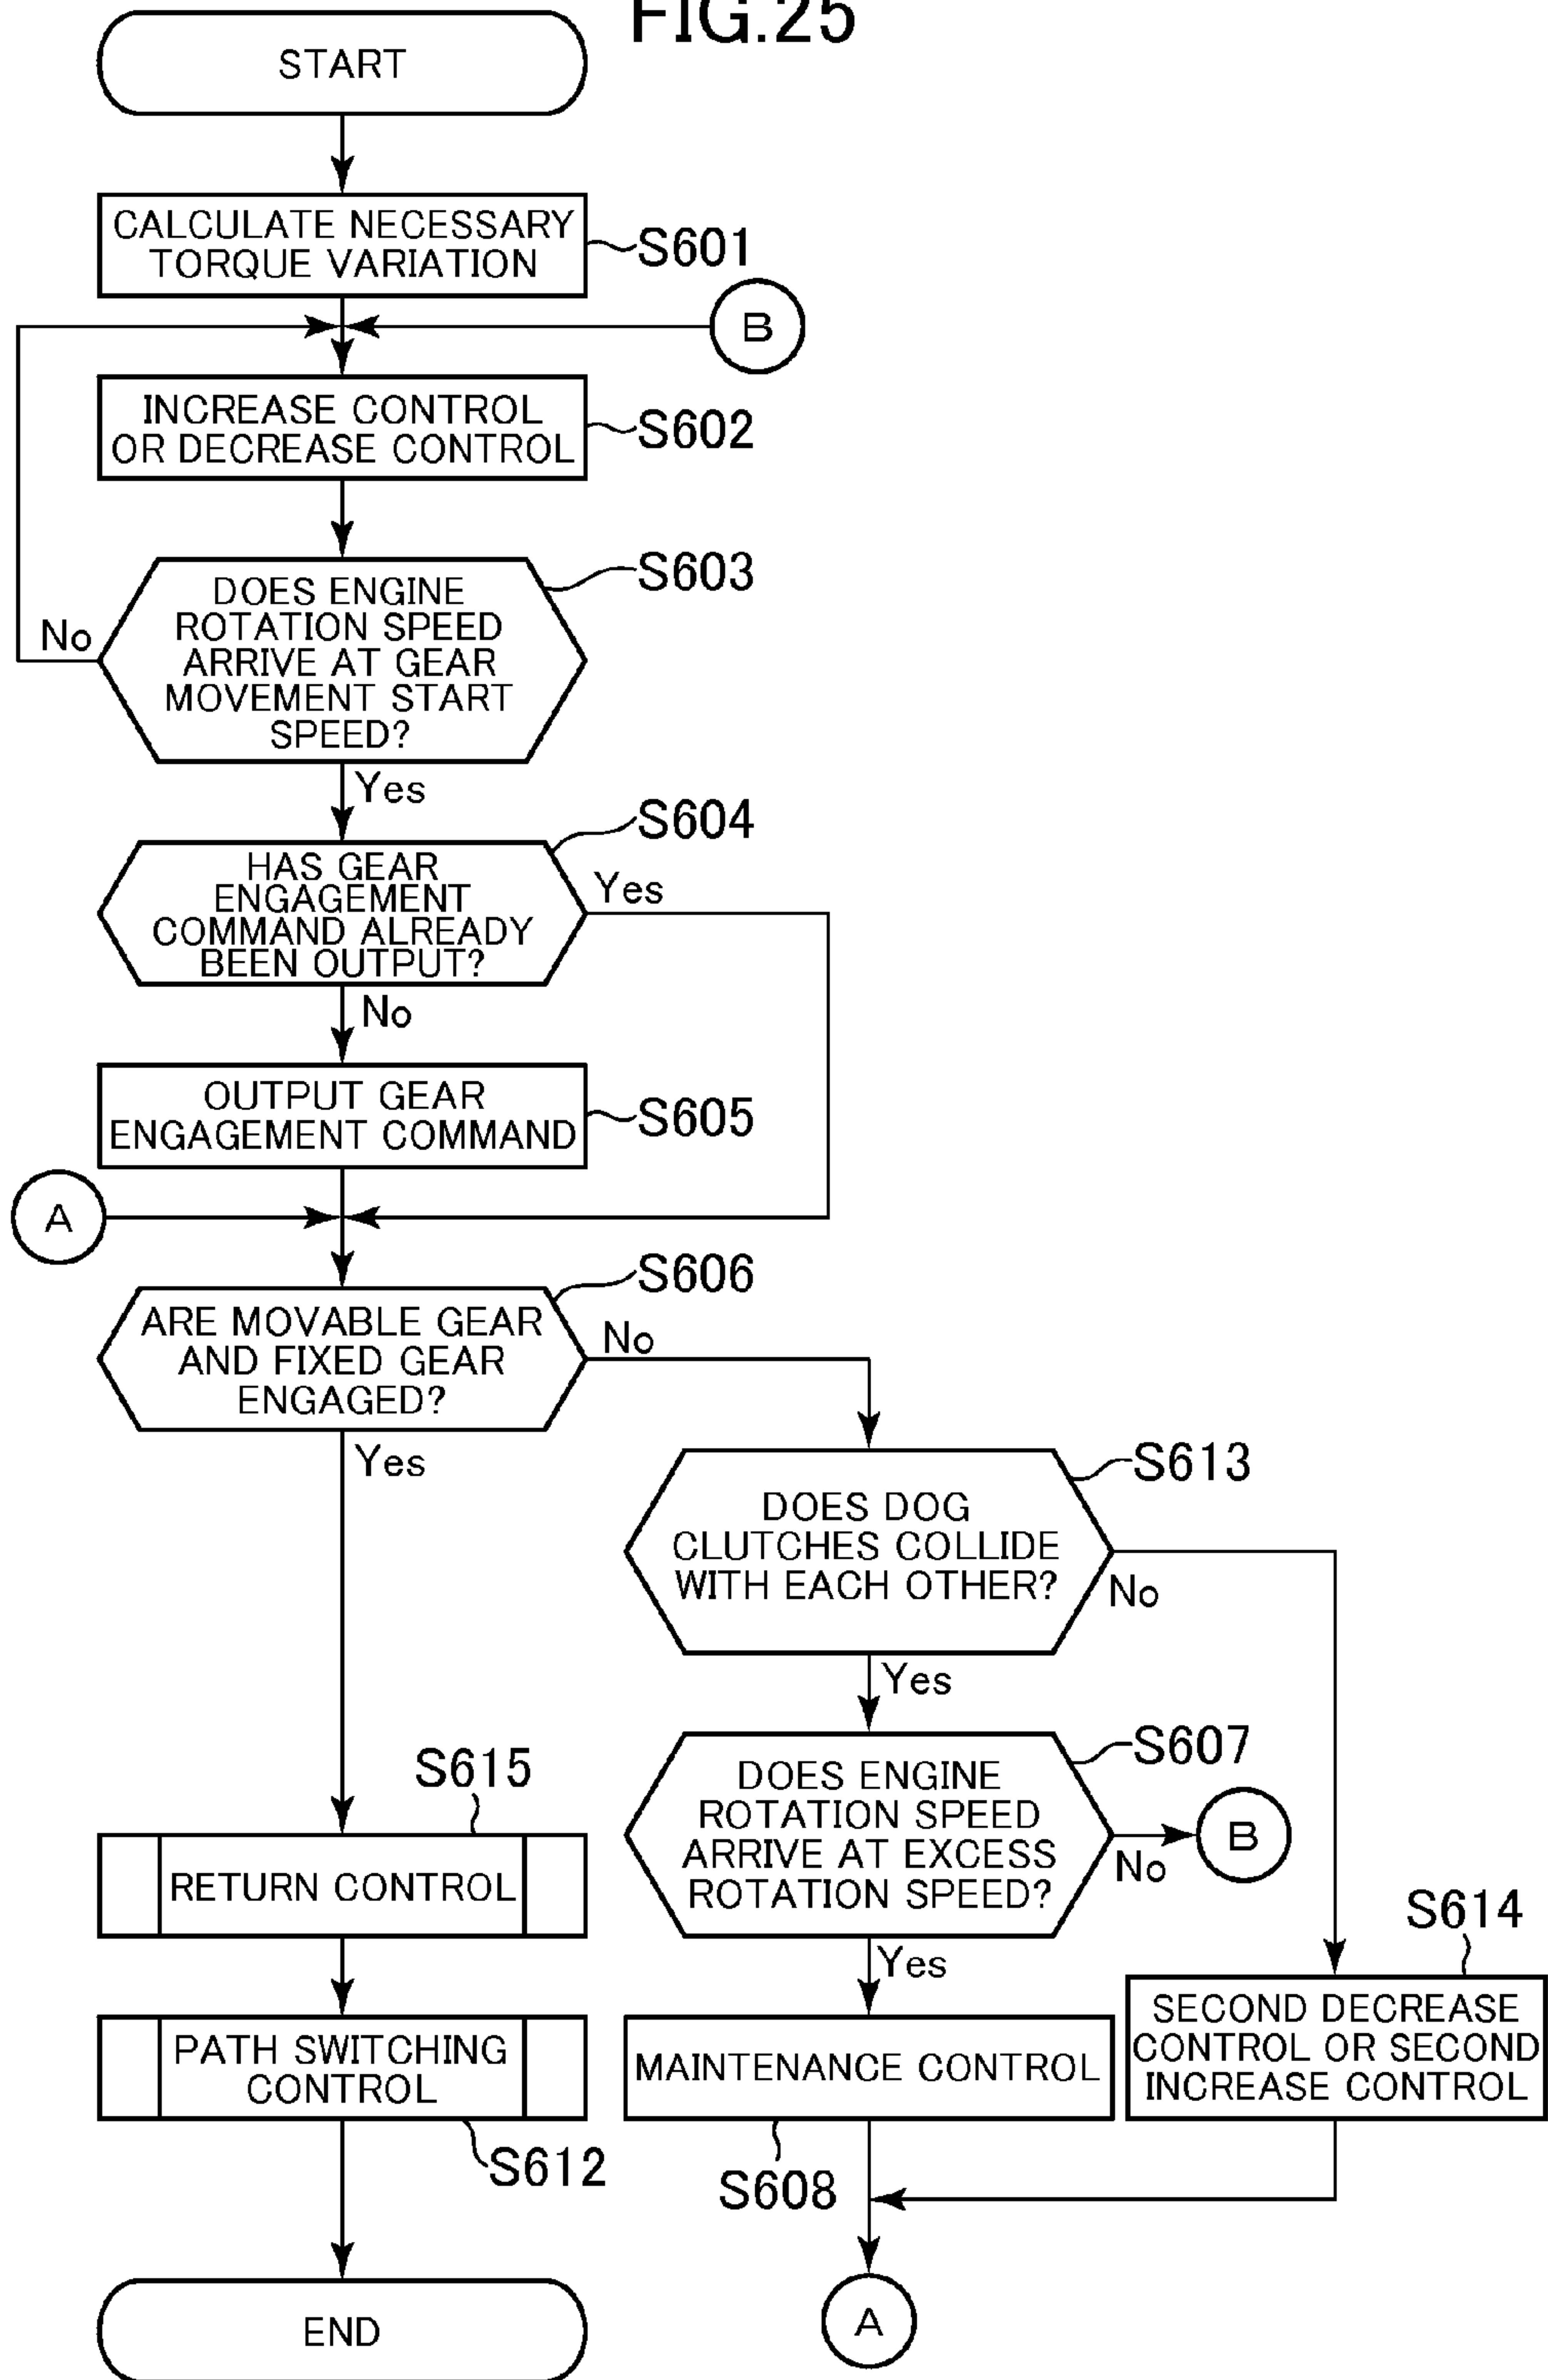 FIG.25
START
CALCULATE NECESSARY
TORQUE VARIATION
S601
B
INCREASE CONTROL
OR DECREASE CONTROL
S602
S603
DOES ENGINE
ROTATION SPEED
ARRIVE AT GEAR
MOVEMENT START
SPEED?
No
Yes
S604
HAS GEAR
ENGAGEMENT
COMMAND ALREADY
BEEN OUTPUT?
Yes
No
OUTPUT GEAR
ENGAGEMENT COMMAND
S605
A
S606
ARE MOVABLE GEAR
AND FIXED GEAR
ENGAGED?
No
Yes
S613
DOES DOG
CLUTCHES COLLIDE
WITH EACH OTHER?
No
Yes
S607
DOES ENGINE
ROTATION SPEED
ARRIVE AT EXCESS
ROTATION SPEED?
No
B
Yes
S615
RETURN CONTROL
S614
SECOND DECREASE
CONTROL OR SECOND
INCREASE CONTROL
PATH SWITCHING
CONTROL
MAINTENANCE CONTROL
S612
S608
END
A